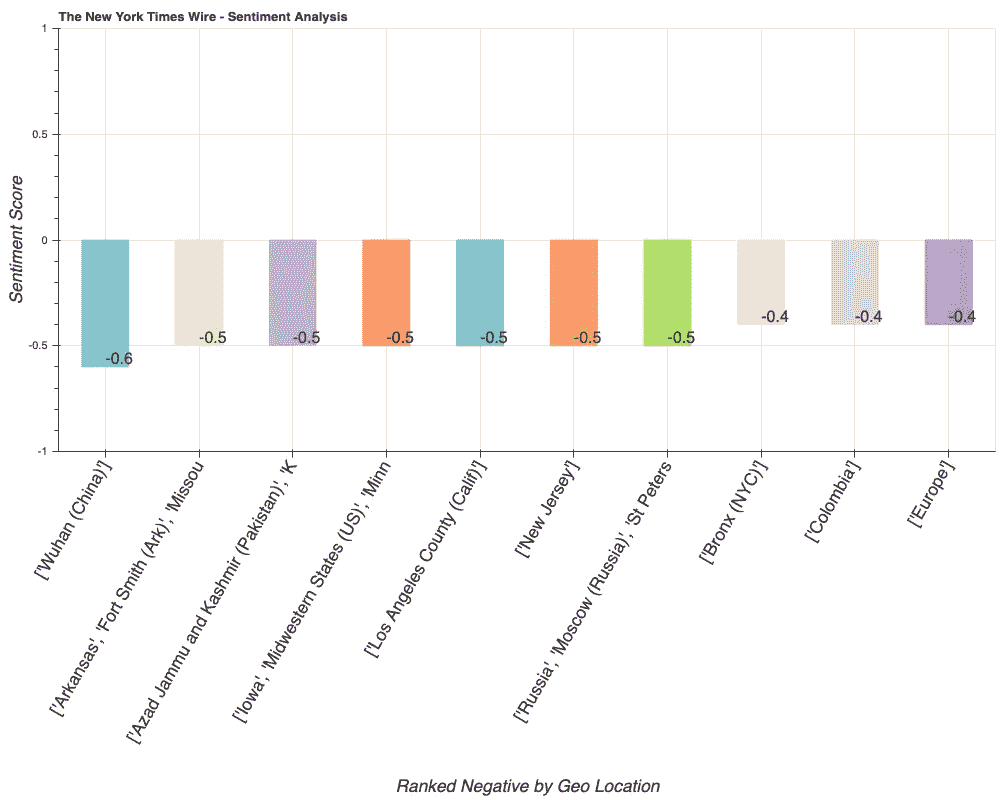 The New York Times Wire - Sentiment Analysis
1
0.5
0
-0.5
-1
Sentiment Score
-0.6
-0.5
-0.5
-0.5
-0.5
-0.5
-0.5
-0.4
-0.4
-0.4
['Wuhan (China)']
['Arkansas', 'Fort Smith (Ark)', 'Missou
['Azad Jammu and Kashmir (Pakistan)', 'K
['Iowa', 'Midwestern States (US)', 'Minn
['Los Angeles County (Calif)']
['New Jersey']
['Russia', 'Moscow (Russia)', 'St Peters
['Bronx (NYC)']
['Colombia']
['Europe']
Ranked Negative by Geo Location